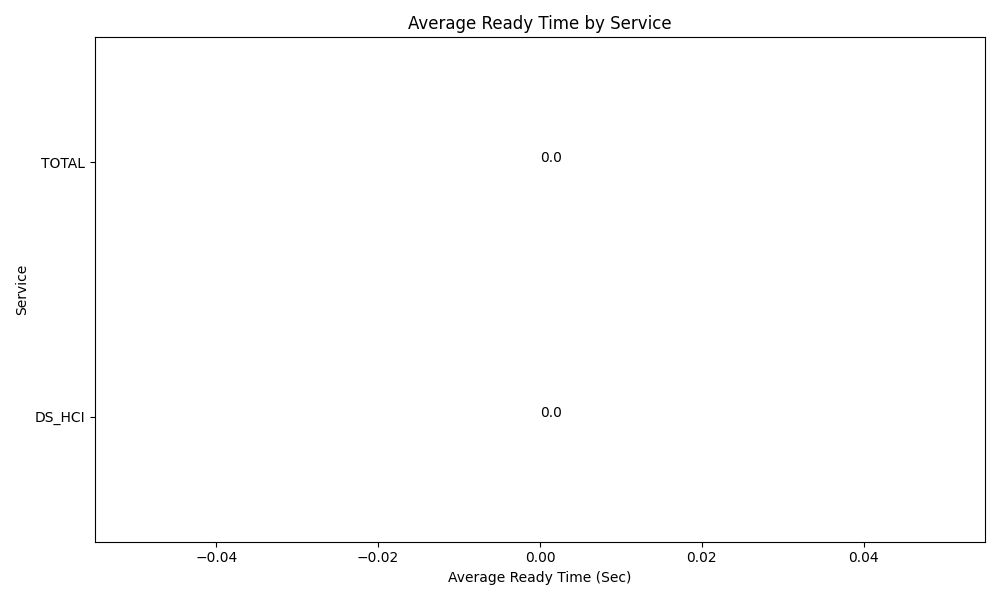 Average Ready Time by Service
TOTAL
0.0
Service
DS_HCI
0.0
−0.04 −0.02 0.00 0.02 0.04
Average Ready Time (Sec)